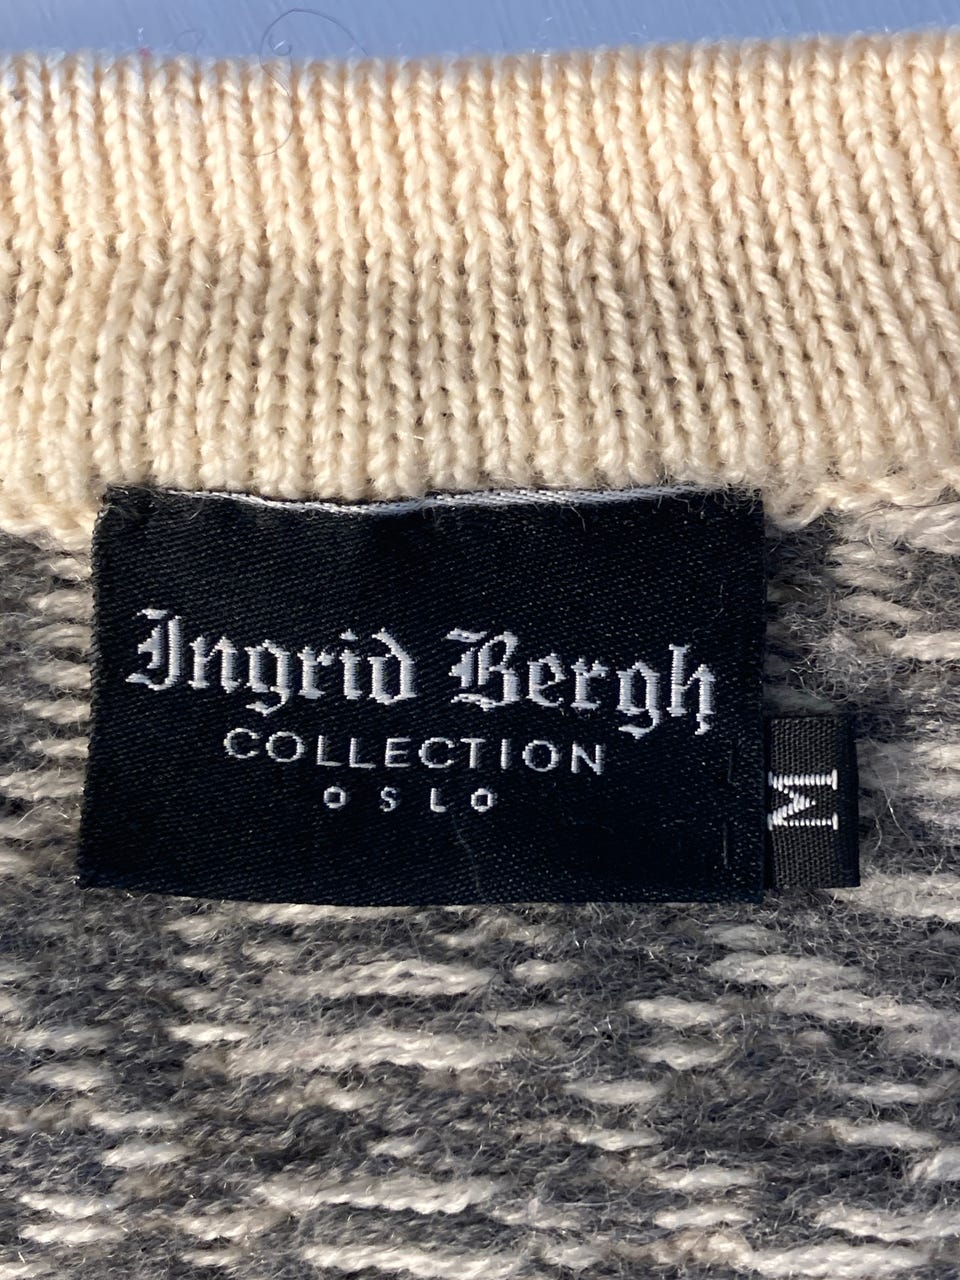 Ingrid Bergh
COLLECTION
OSLO
M